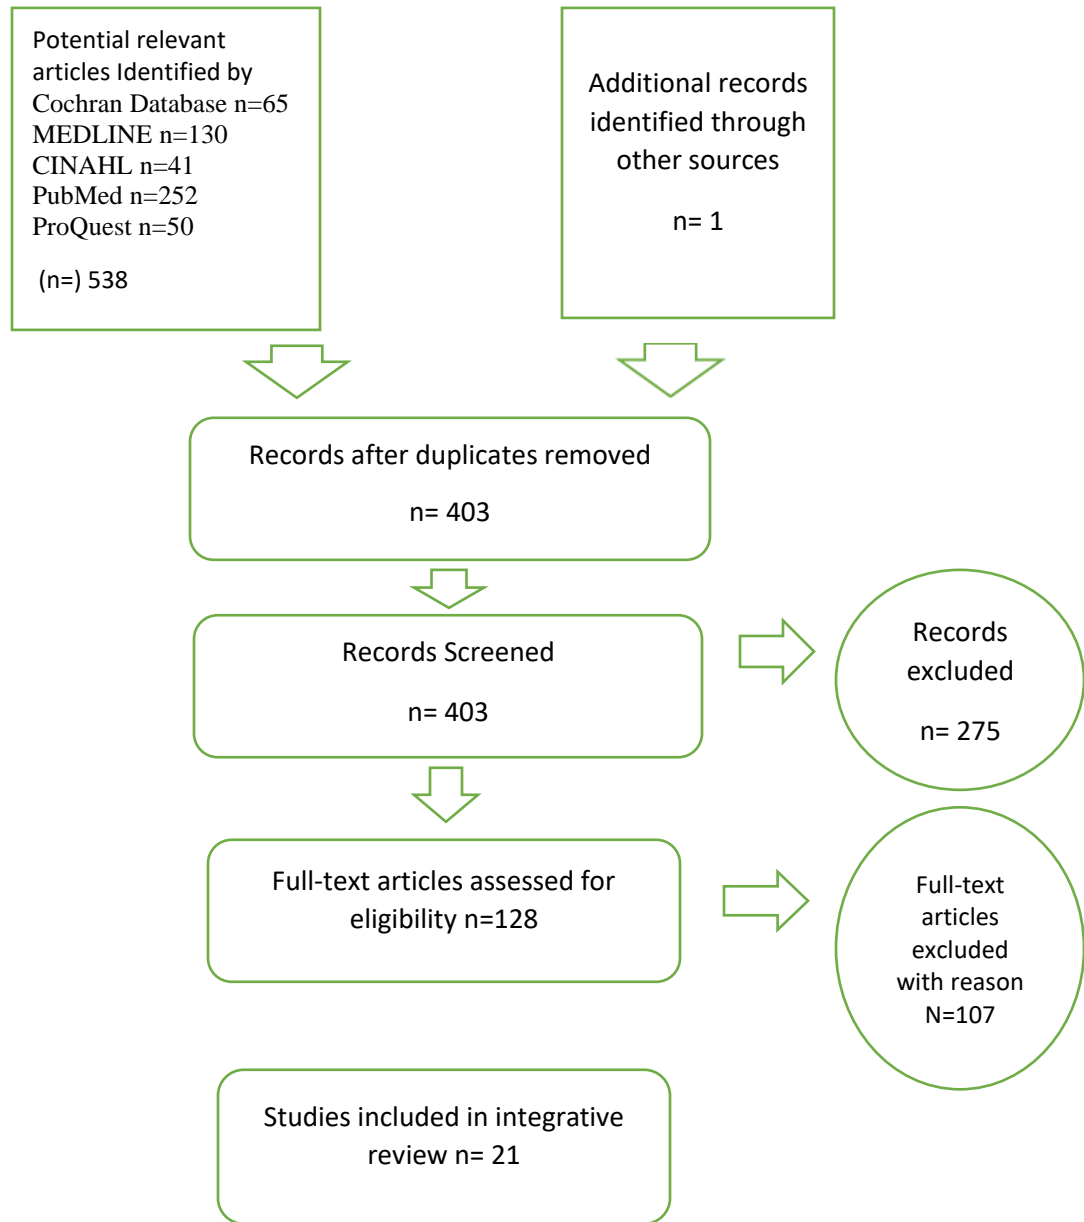 Potential relevant
articles Identified by
Cochran Database n=65
MEDLINE n=130
CINAHL n=41
PubMed n=252
ProQuest n=50
(n=) 538
Additional records
identified through
other sources
n= 1
Records after duplicates removed
n= 403
Records Screened
n= 403
Records
excluded
n= 275
Full-text articles assessed for
eligibility n=128
Full-text
articles
excluded
with reason
N=107
Studies included in integrative
review n= 21